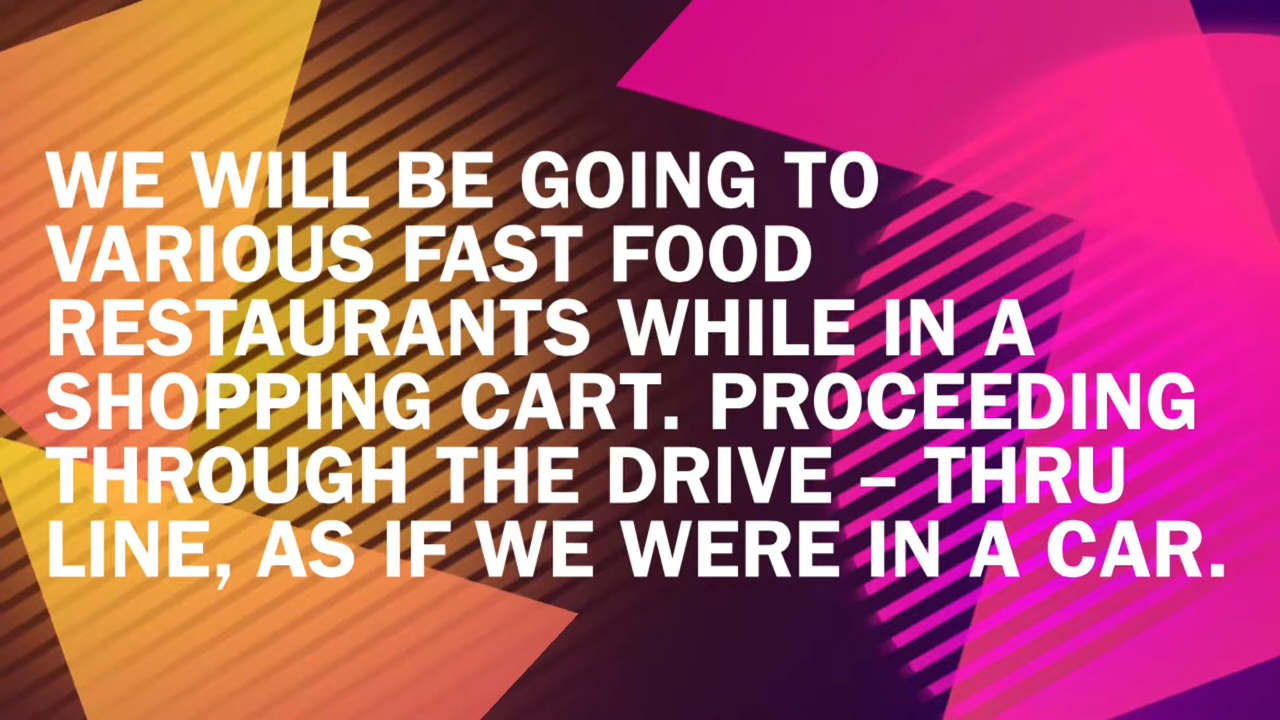 WE WILL BE GOING TO
VARIOUS FAST FOOD
RESTAURANTS WHILE IN A
SHOPPING CART. PROCEEDING
THROUGH THE DRIVE – THRU
LINE, AS IF WE WERE IN A CAR.